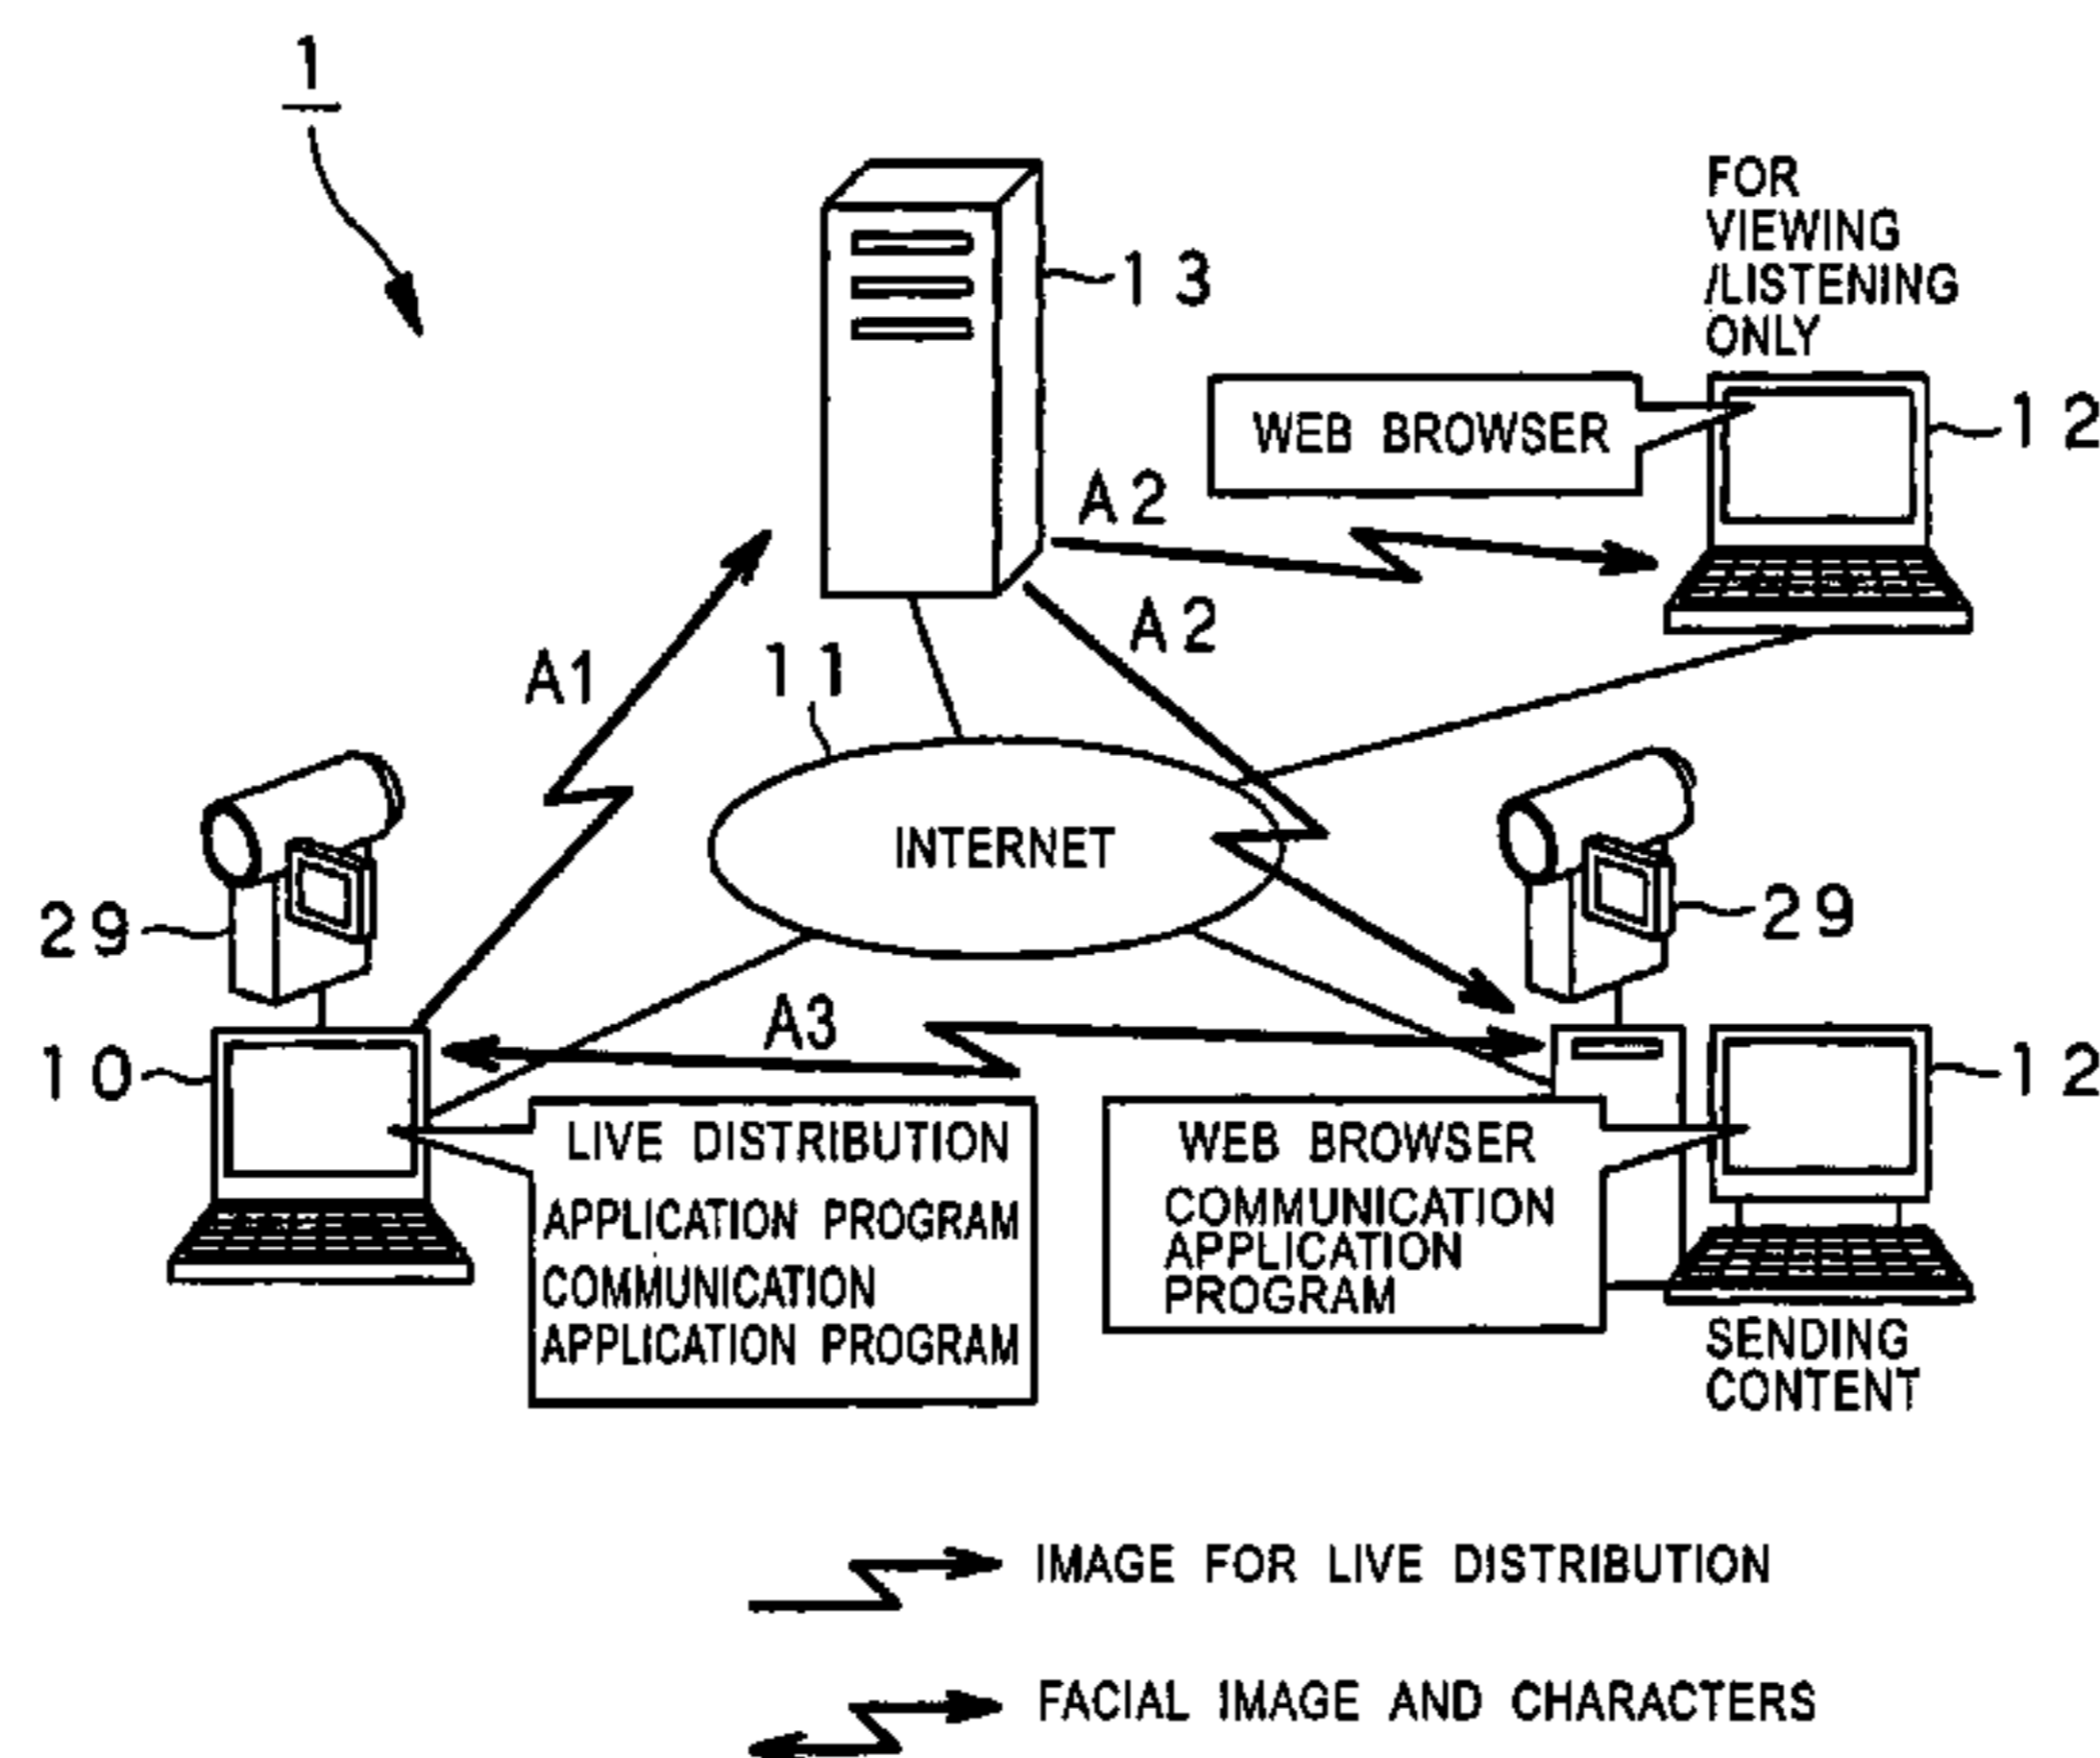 1
13
FOR
VIEWING
/LISTENING
ONLY
WEB BROWSER
12
A2
A2
A1
11
INTERNET
29
29
A3
10
12
LIVE DISTRIBUTION
APPLICATION PROGRAM
COMMUNICATION
APPLICATION PROGRAM
WEB BROWSER
COMMUNICATION
APPLICATION
PROGRAM
SENDING
CONTENT
IMAGE FOR LIVE DISTRIBUTION
FACIAL IMAGE AND CHARACTERS